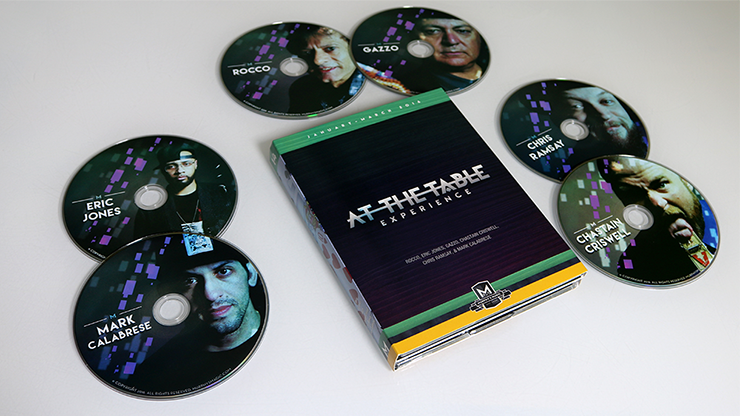 ROCCO
GAZZO
CHRIS
RAMSAY
M
ERIC
JONES
M
CHASTAIN
CRISWELL
M
MARK
CALABRESE
JANUARY-MARCH 2016
AT THE TABLE
EXPERIENCE
ROCCO, ERIC JONES, GAZZO, CHASTAIN CRISWELL,
CHRIS RAMSAY, & MARK CALABRESE
M